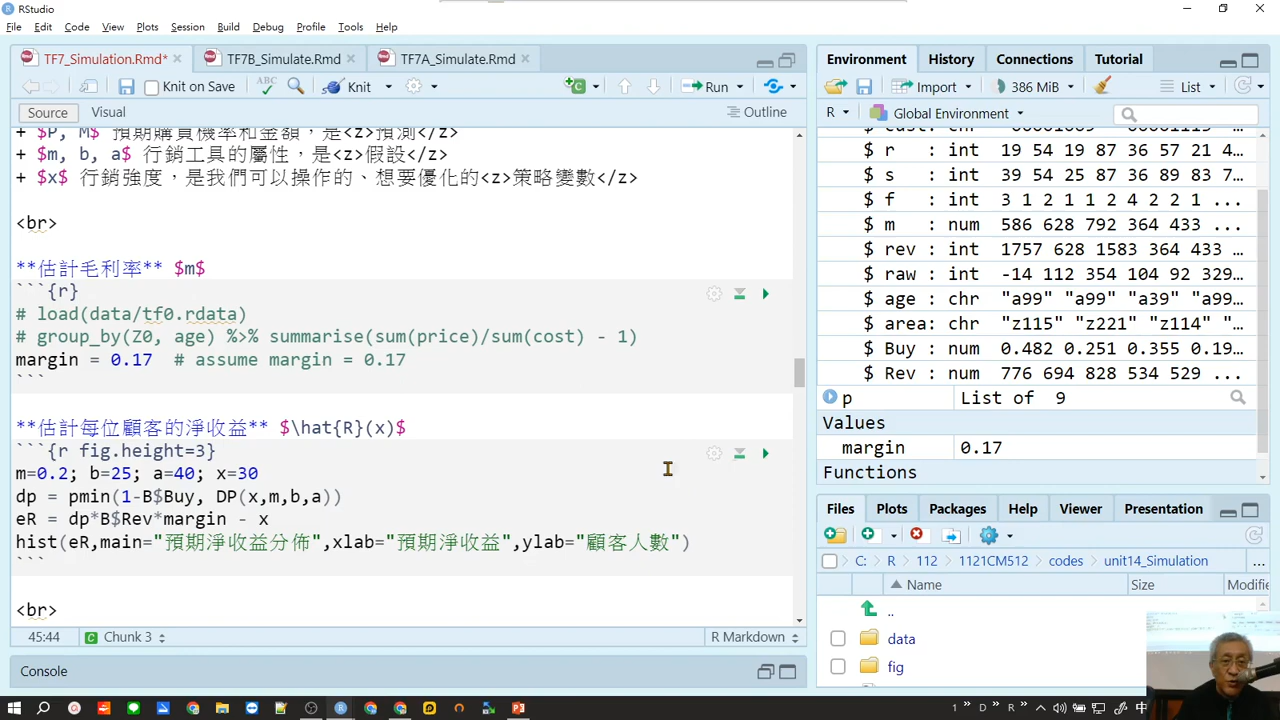 RStudio
File Edit Code View Plots Session Build Debug Profile Tools Help
TF7_Simulation.Rmd* TF7B_Simulate.Rmd TF7A_Simulate.Rmd
Knit on Save ABC Knit Run
Source Visual Outline
+ $P, M$ 預期購買機率和金額，是<z>預測</z>
+ $m, b, a$ 行銷工具的屬性，是<z>假設</z>
+ $x$ 行銷強度，是我們可以操作的、想要優化的<z>策略變數</z>
<br>
**估計毛利率** $m$
```{r}
# load(data/tf0.rdata)
# group_by(Z0, age) %>% summarise(sum(price)/sum(cost) - 1)
margin = 0.17  # assume margin = 0.17
```
**估計每位顧客的淨收益** $\hat{R}(x)$
```{r fig.height=3}
m=0.2; b=25; a=40; x=30
dp = pmin(1-B$Buy, DP(x,m,b,a))
eR = dp*B$Rev*margin - x
hist(eR,main="預期淨收益分佈",xlab="預期淨收益",ylab="顧客人數")
```
<br>
45:44 Chunk 3 R Markdown
Console
Environment History Connections Tutorial
Import 386 MiB List
R Global Environment
$ r : int 19 54 19 87 36 57 21 4...
$ s : int 39 54 25 87 36 89 83 7...
$ f : int 3 1 2 1 1 2 4 2 2 1 ...
$ m : num 586 628 792 364 433 ...
$ rev : int 1757 628 1583 364 433 ...
$ raw : int -14 112 354 104 92 329...
$ age : chr "a99" "a99" "a39" "a99...
$ area: chr "z115" "z221" "z114" "z...
$ Buy : num 0.482 0.251 0.355 0.19...
$ Rev : num 776 694 828 534 529 ...
p List of 9
Values
margin 0.17
Functions
Files Plots Packages Help Viewer Presentation
C: R 112 1121CM512 codes unit14_Simulation ...
Name Size Modifie
..
data
fig
1 D R 中